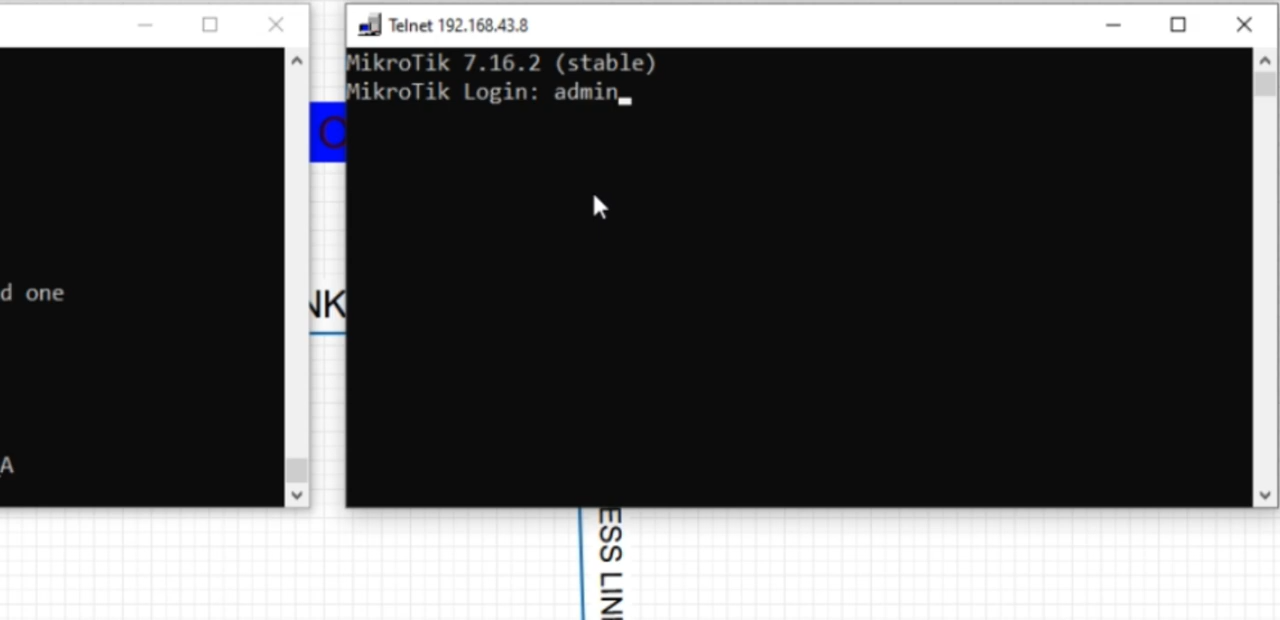 Telnet 192.168.43.8
MikroTik 7.16.2 (stable)
MikroTik Login: admin
d one
NK
A
ESS LIN